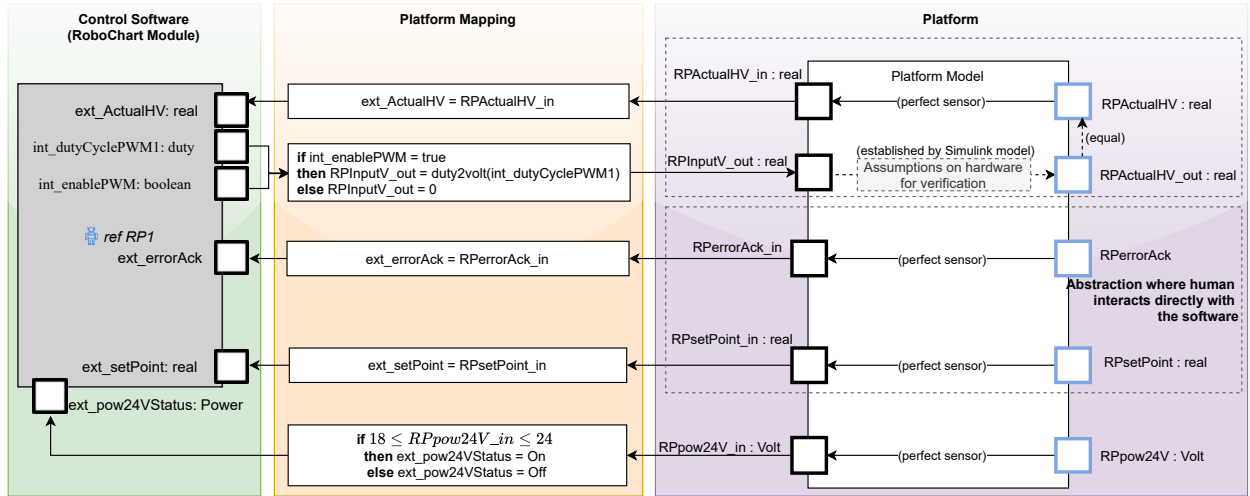 Control Software
(RoboChart Module)
Platform Mapping
Platform
ext_ActualHV: real
int_dutyCyclePWM1: duty
int_enablePWM: boolean
ref RP1
ext_errorAck
ext_setPoint: real
ext_pow24VStatus: Power
ext_ActualHV = RPActualHV_in
if int_enablePWM = true
then RPInputV_out = duty2volt(int_dutyCyclePWM1)
else RPInputV_out = 0
ext_errorAck = RPerrorAck_in
ext_setPoint = RPsetPoint_in
if 18 ≤ RPpow24V_in ≤ 24
then ext_pow24VStatus = On
else ext_pow24VStatus = Off
RPActualHV_in : real
Platform Model
(perfect sensor)
RPActualHV : real
(equal)
RPInputV_out : real
(established by Simulink model)
Assumptions on hardware
for verification
RPActualHV_out : real
RPerrorAck_in
(perfect sensor)
RPerrorAck
Abstraction where human
interacts directly with
the software
RPsetPoint_in : real
(perfect sensor)
RPsetPoint : real
RPpow24V_in : Volt
(perfect sensor)
RPpow24V : Volt